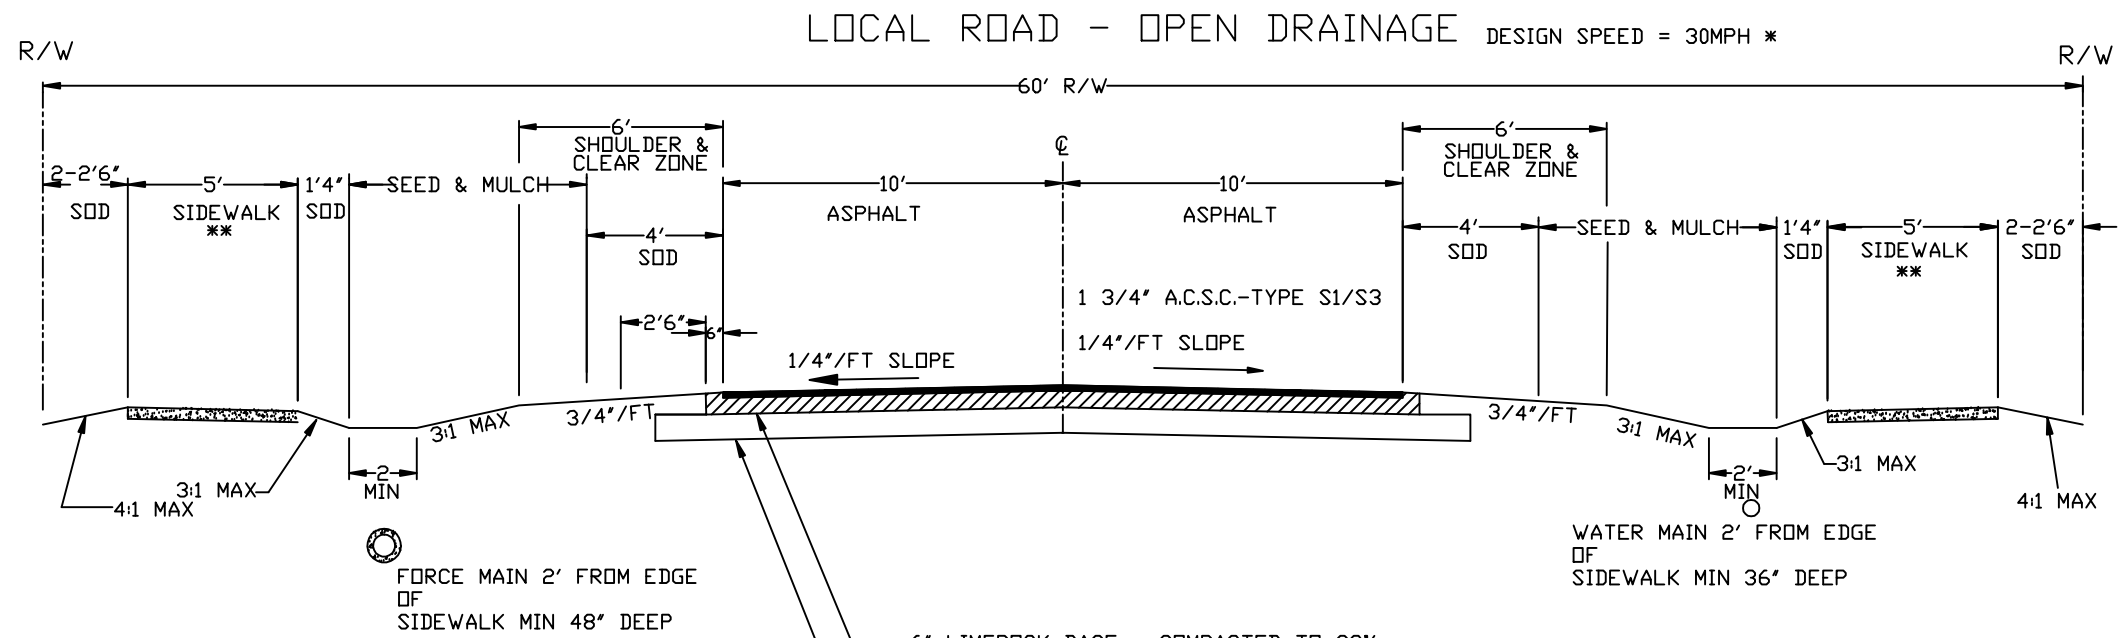 LOCAL ROAD - OPEN DRAINAGE DESIGN SPEED = 30MPH *
R/W
R/W
60' R/W
6'
SHOULDER &
CLEAR ZONE
℄
6'
SHOULDER &
CLEAR ZONE
2-2'6"
SOD
5'
SIDEWALK
**
1'4"
SOD
SEED & MULCH
4'
SOD
10'
ASPHALT
10'
ASPHALT
4'
SOD
SEED & MULCH
1'4"
SOD
5'
SIDEWALK
**
2-2'6"
SOD
1 3/4" A.C.S.C.-TYPE S1/S3
2'6"
6"
1/4"/FT SLOPE
1/4"/FT SLOPE
3:1 MAX
3/4"/FT
3/4"/FT
3:1 MAX
4:1 MAX
3:1 MAX
2
MIN
2'
MIN
3:1 MAX
4:1 MAX
FORCE MAIN 2' FROM EDGE
OF
SIDEWALK MIN 48" DEEP
WATER MAIN 2' FROM EDGE
OF
SIDEWALK MIN 36" DEEP